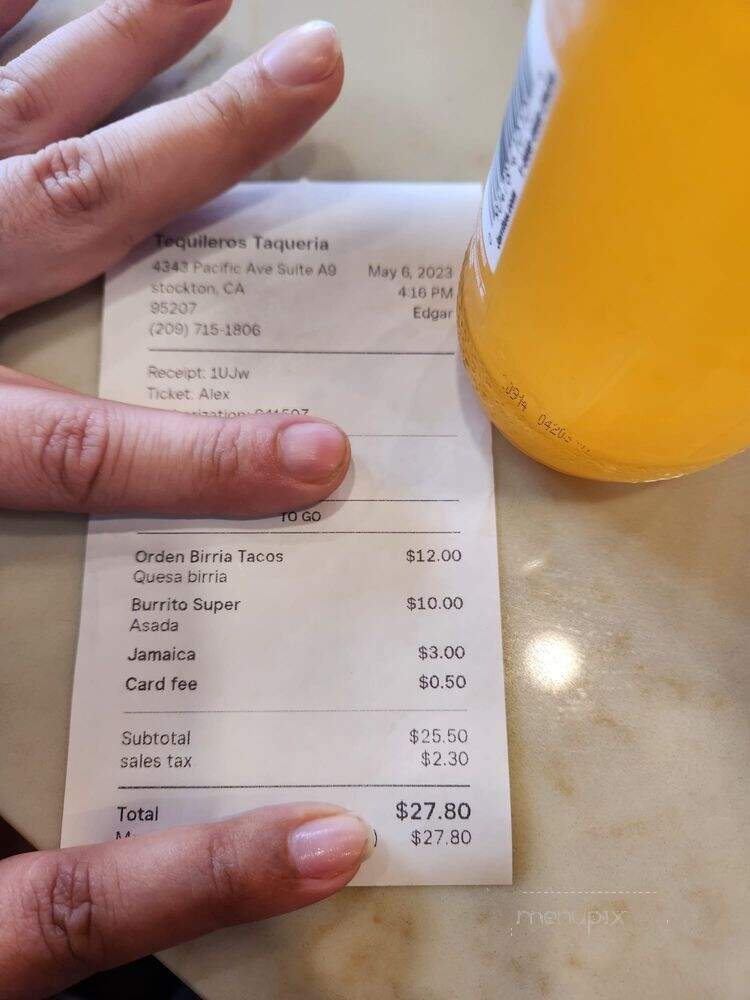 Tequileros Taqueria
4343 Pacific Ave Suite A9 May 6, 2023
stockton, CA 4:16 PM
95207 Edgar
(209) 715-1806
Receipt: 1UJw
Ticket: Alex
TO GO
Orden Birria Tacos $12.00
Quesa birria
Burrito Super $10.00
Asada
Jamaica $3.00
Card fee $0.50
Subtotal $25.50
sales tax $2.30
Total $27.80
) $27.80
menupix